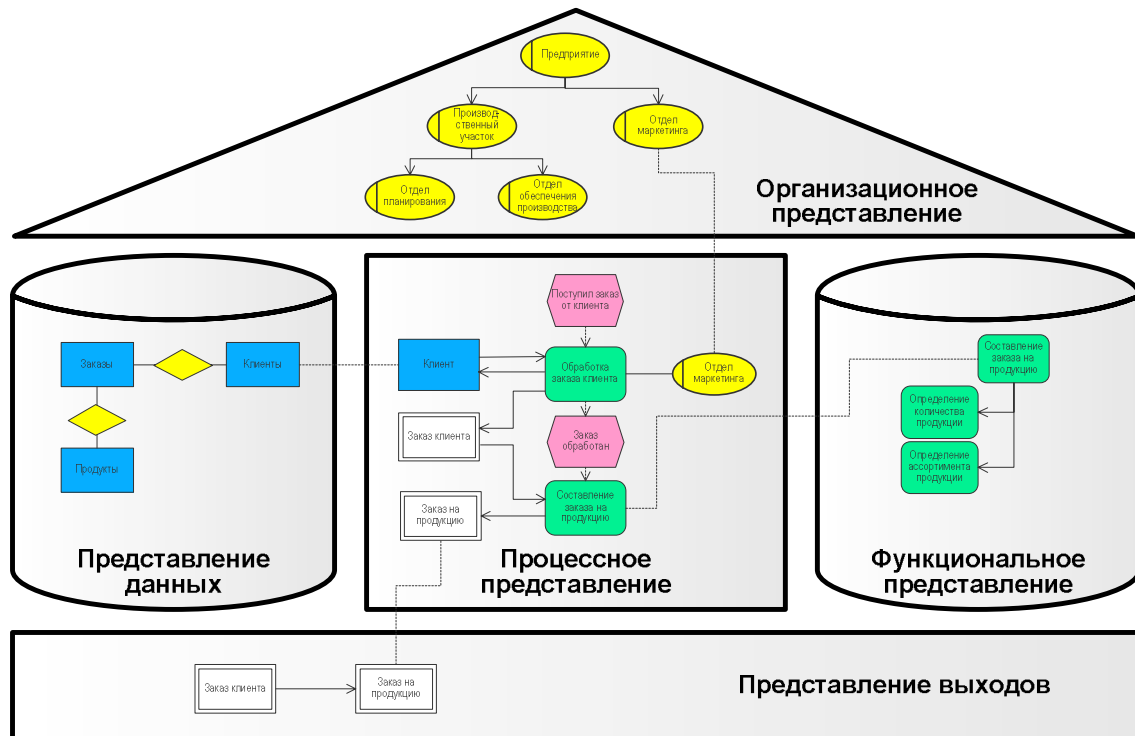 Предприятие
Производ-
ственный
участок
Отдел
маркетинга
Отдел
планирования
Отдел
обеспечения
производства
Организационное
представление
Заказы
Клиенты
Продукты
Представление
данных
Поступил заказ
от клиента
Клиент
Обработка
заказа клиента
Отдел
маркетинга
Заказ клиента
Заказ
обработан
Заказ на
продукцию
Составление
заказа на
продукцию
Процессное
представление
Составление
заказа на
продукцию
Определение
количества
продукции
Определение
ассортимента
продукции
Функциональное
представление
Заказ клиента
Заказ на
продукцию
Представление выходов